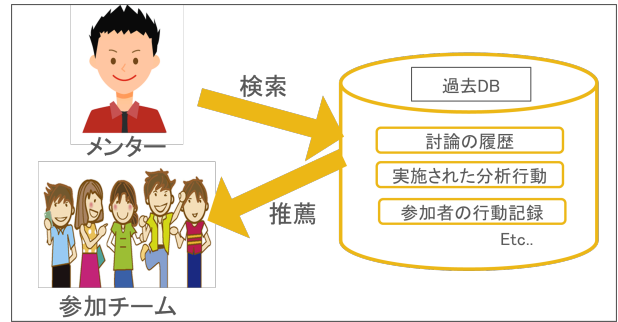 メンター
検索
過去DB
討論の履歴
実施された分析行動
参加者の行動記録
Etc..
推薦
参加チーム